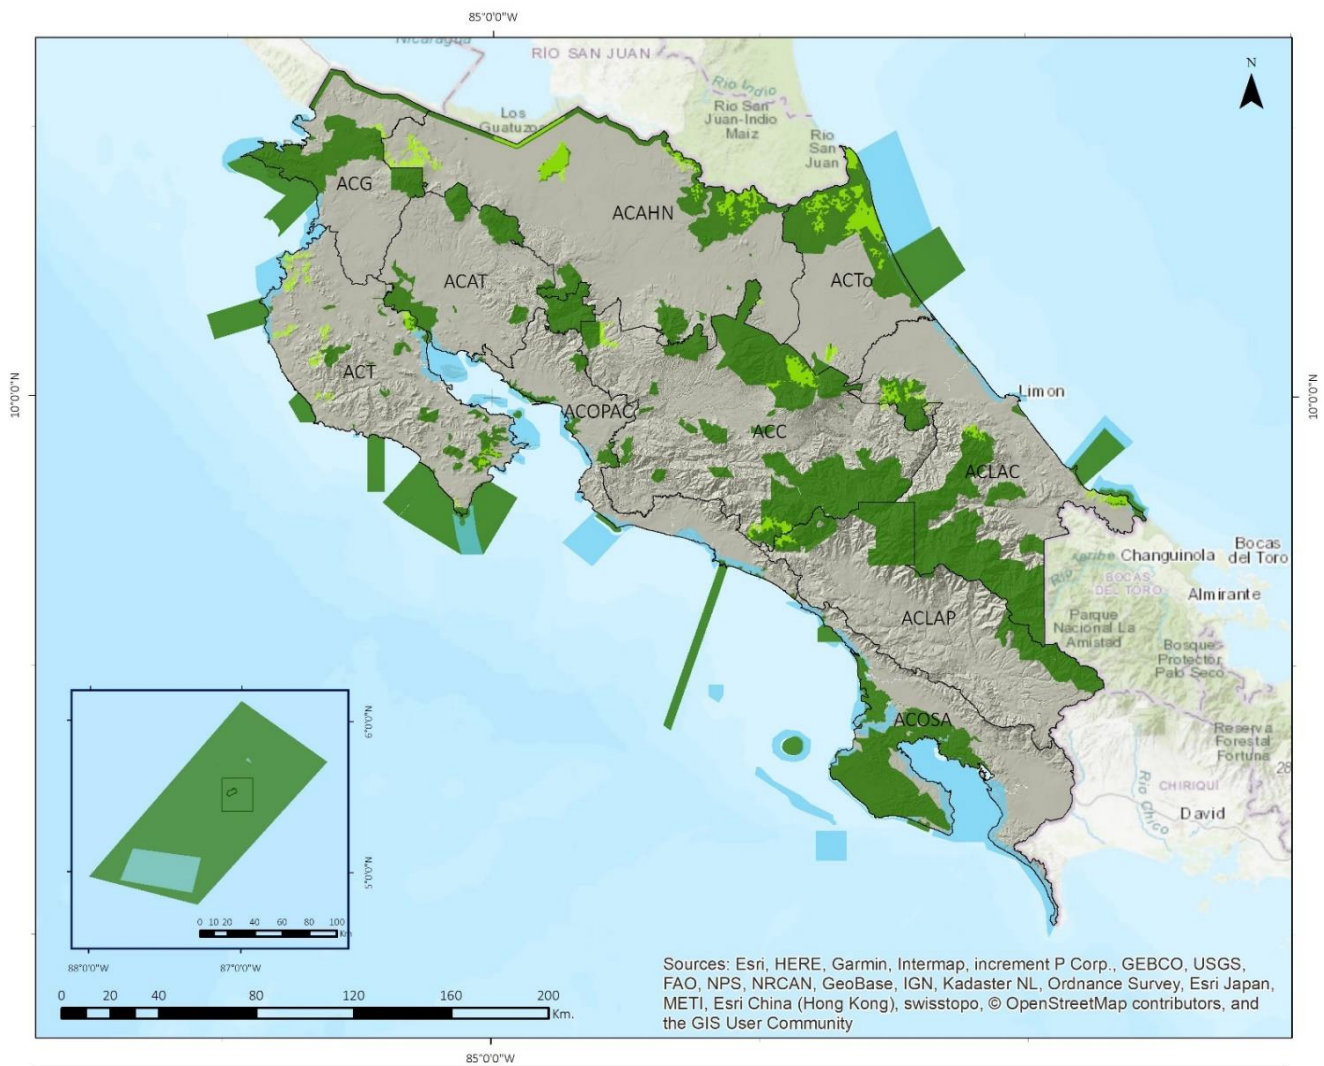 85°0'0"W
Nicaragua
RÍO SAN JUAN
N
Río Indio
Los
Guatuzos
Rio San
Juan-Indio
Maiz
Rio
San
Juan
ACG
ACAHN
ACAT
ACTo
10°0'0"N
10°0'0"N
ACT
Limon
ACOPAC
ACC
ACLAC
Changuinola
Bocas
del Toro
BOCAS
DEL TORO
Almirante
ACLAP
Parque
Nacional La
Amistad
Bosque
Protector
Palo Seco
ACOSA
Reserva
Forestal
Fortuna
28
CHIRIQUÍ
Río Chico
David
6°0'0"N
5°0'0"N
0 10 20 40 60 80 100
Km
88°0'0"W
87°0'0"W
0 20 40 80 120 160 200
Km.
Sources: Esri, HERE, Garmin, Intermap, increment P Corp., GEBCO, USGS,
FAO, NPS, NRCAN, GeoBase, IGN, Kadaster NL, Ordnance Survey, Esri Japan,
METI, Esri China (Hong Kong), swisstopo, © OpenStreetMap contributors, and
the GIS User Community
85°0'0"W